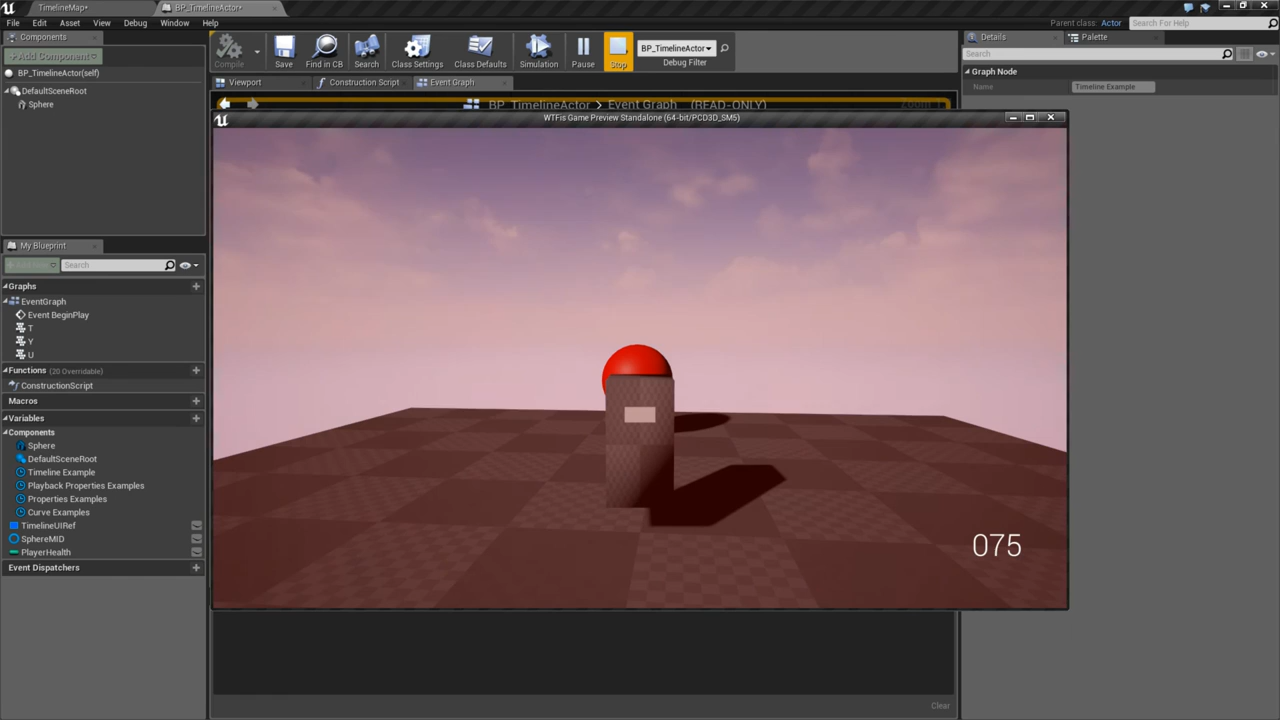 TimelineMap*
BP_TimelineActor*
File Edit Asset View Debug Window Help
Parent class: Actor
Search For Help
Components
Add Component
BP_TimelineActor(self)
DefaultSceneRoot
Sphere
Compile
Save
Find in CB
Search
Class Settings
Class Defaults
Simulation
Pause
Stop
BP_TimelineActor
Debug Filter
Details
Palette
Search
Graph Node
Name
Timeline Example
Viewport
Construction Script
Event Graph
BP_TimelineActor > Event Graph (READ-ONLY)
WTFis Game Preview Standalone (64-bit/PCD3D_SM5)
075
My Blueprint
Search
Graphs
EventGraph
Event BeginPlay
T
Y
U
Functions (20 Overridable)
ConstructionScript
Macros
Variables
Components
Sphere
DefaultSceneRoot
Timeline Example
Playback Properties Examples
Properties Examples
Curve Examples
TimelineUIRef
SphereMID
PlayerHealth
Event Dispatchers
Clear